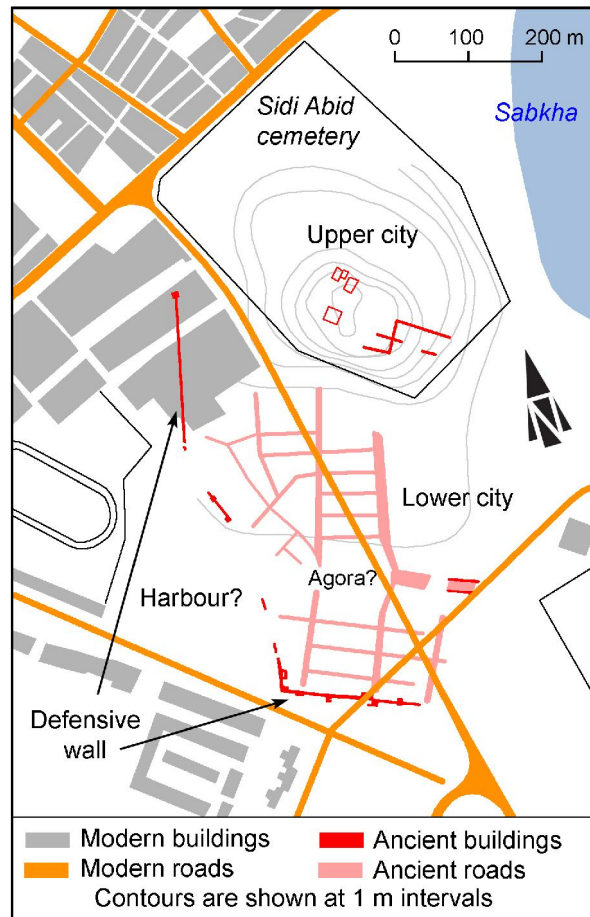 0 100 200 m
Sidi Abid
cemetery
Sabkha
Upper city
Lower city
Agora?
Harbour?
Defensive
wall
Modern buildings
Ancient buildings
Modern roads
Ancient roads
Contours are shown at 1 m intervals